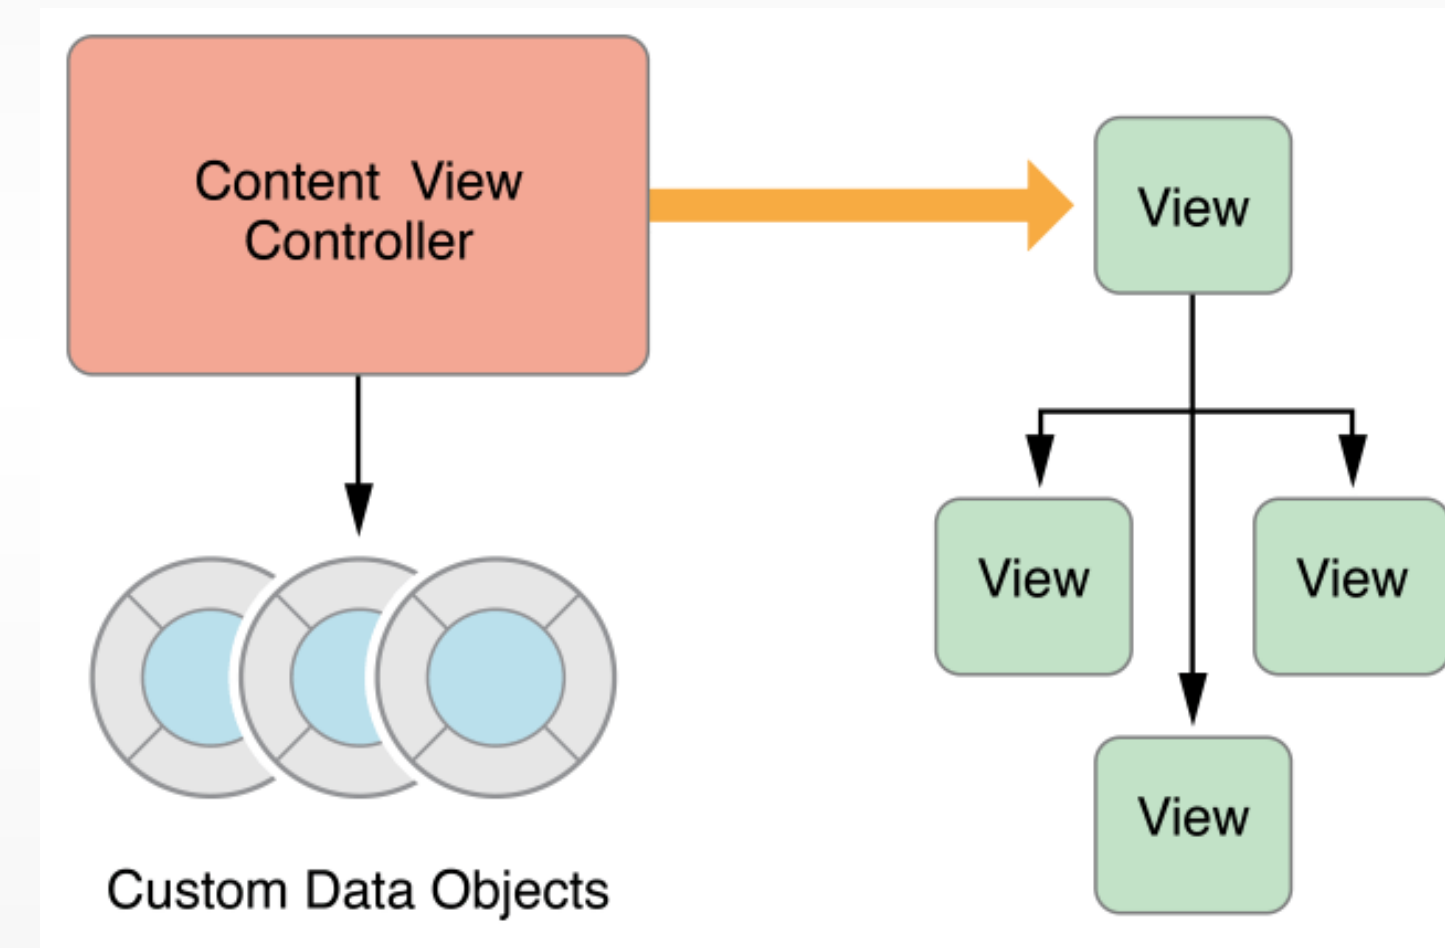 Content View
Controller
View
View
View
View
Custom Data Objects